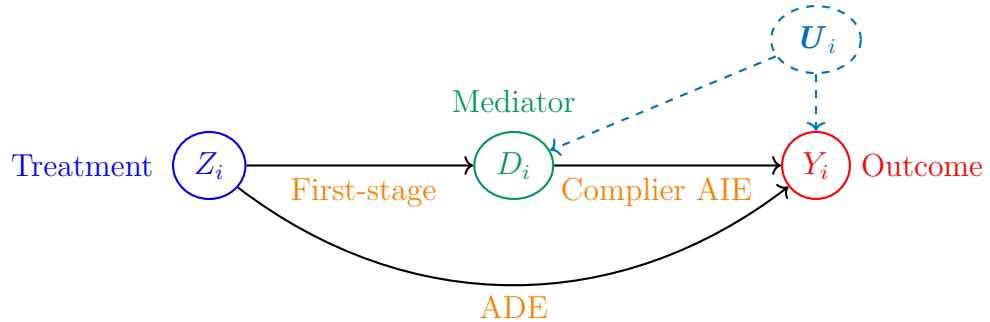 U_i
Mediator
Treatment Z_i D_i Y_i Outcome
First-stage Complier AIE
ADE